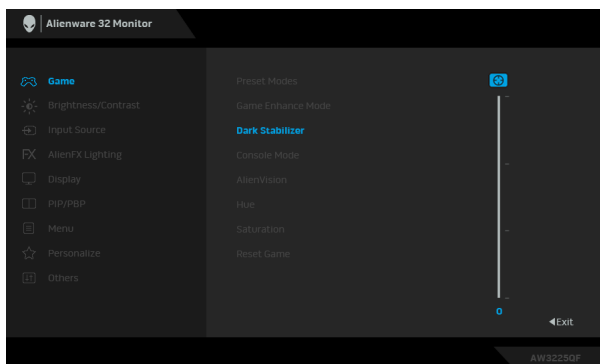 Alienware 32 Monitor
Game
Brightness/Contrast
Input Source
FX AlienFX Lighting
Display
PIP/PBP
Menu
Personalize
Others
Preset Modes
Game Enhance Mode
Dark Stabilizer
Console Mode
AlienVision
Hue
Saturation
Reset Game
0
Exit
AW3225QF